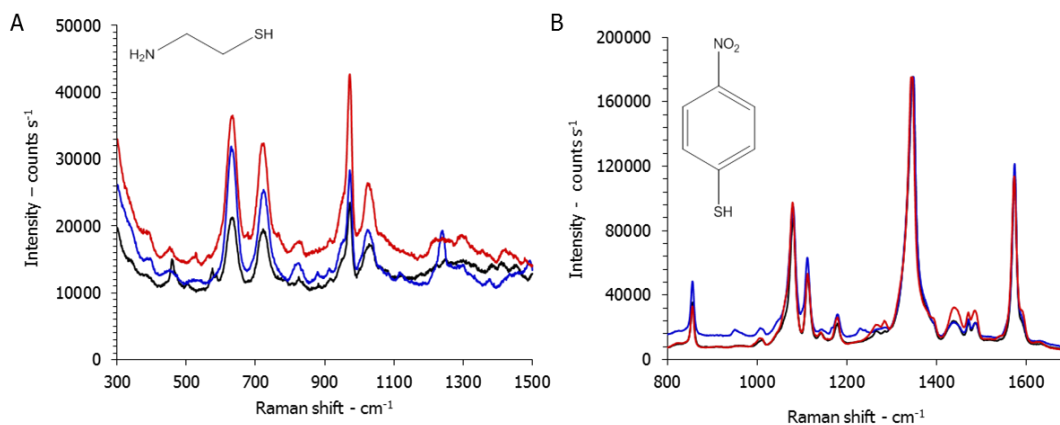 A
H₂N
SH
Intensity – counts s⁻¹
50000
40000
30000
20000
10000
0
300 500 700 900 1100 1300 1500
Raman shift - cm⁻¹
B
NO₂
SH
Intensity - counts s⁻¹
200000
160000
120000
80000
40000
0
800 1000 1200 1400 1600
Raman shift - cm⁻¹